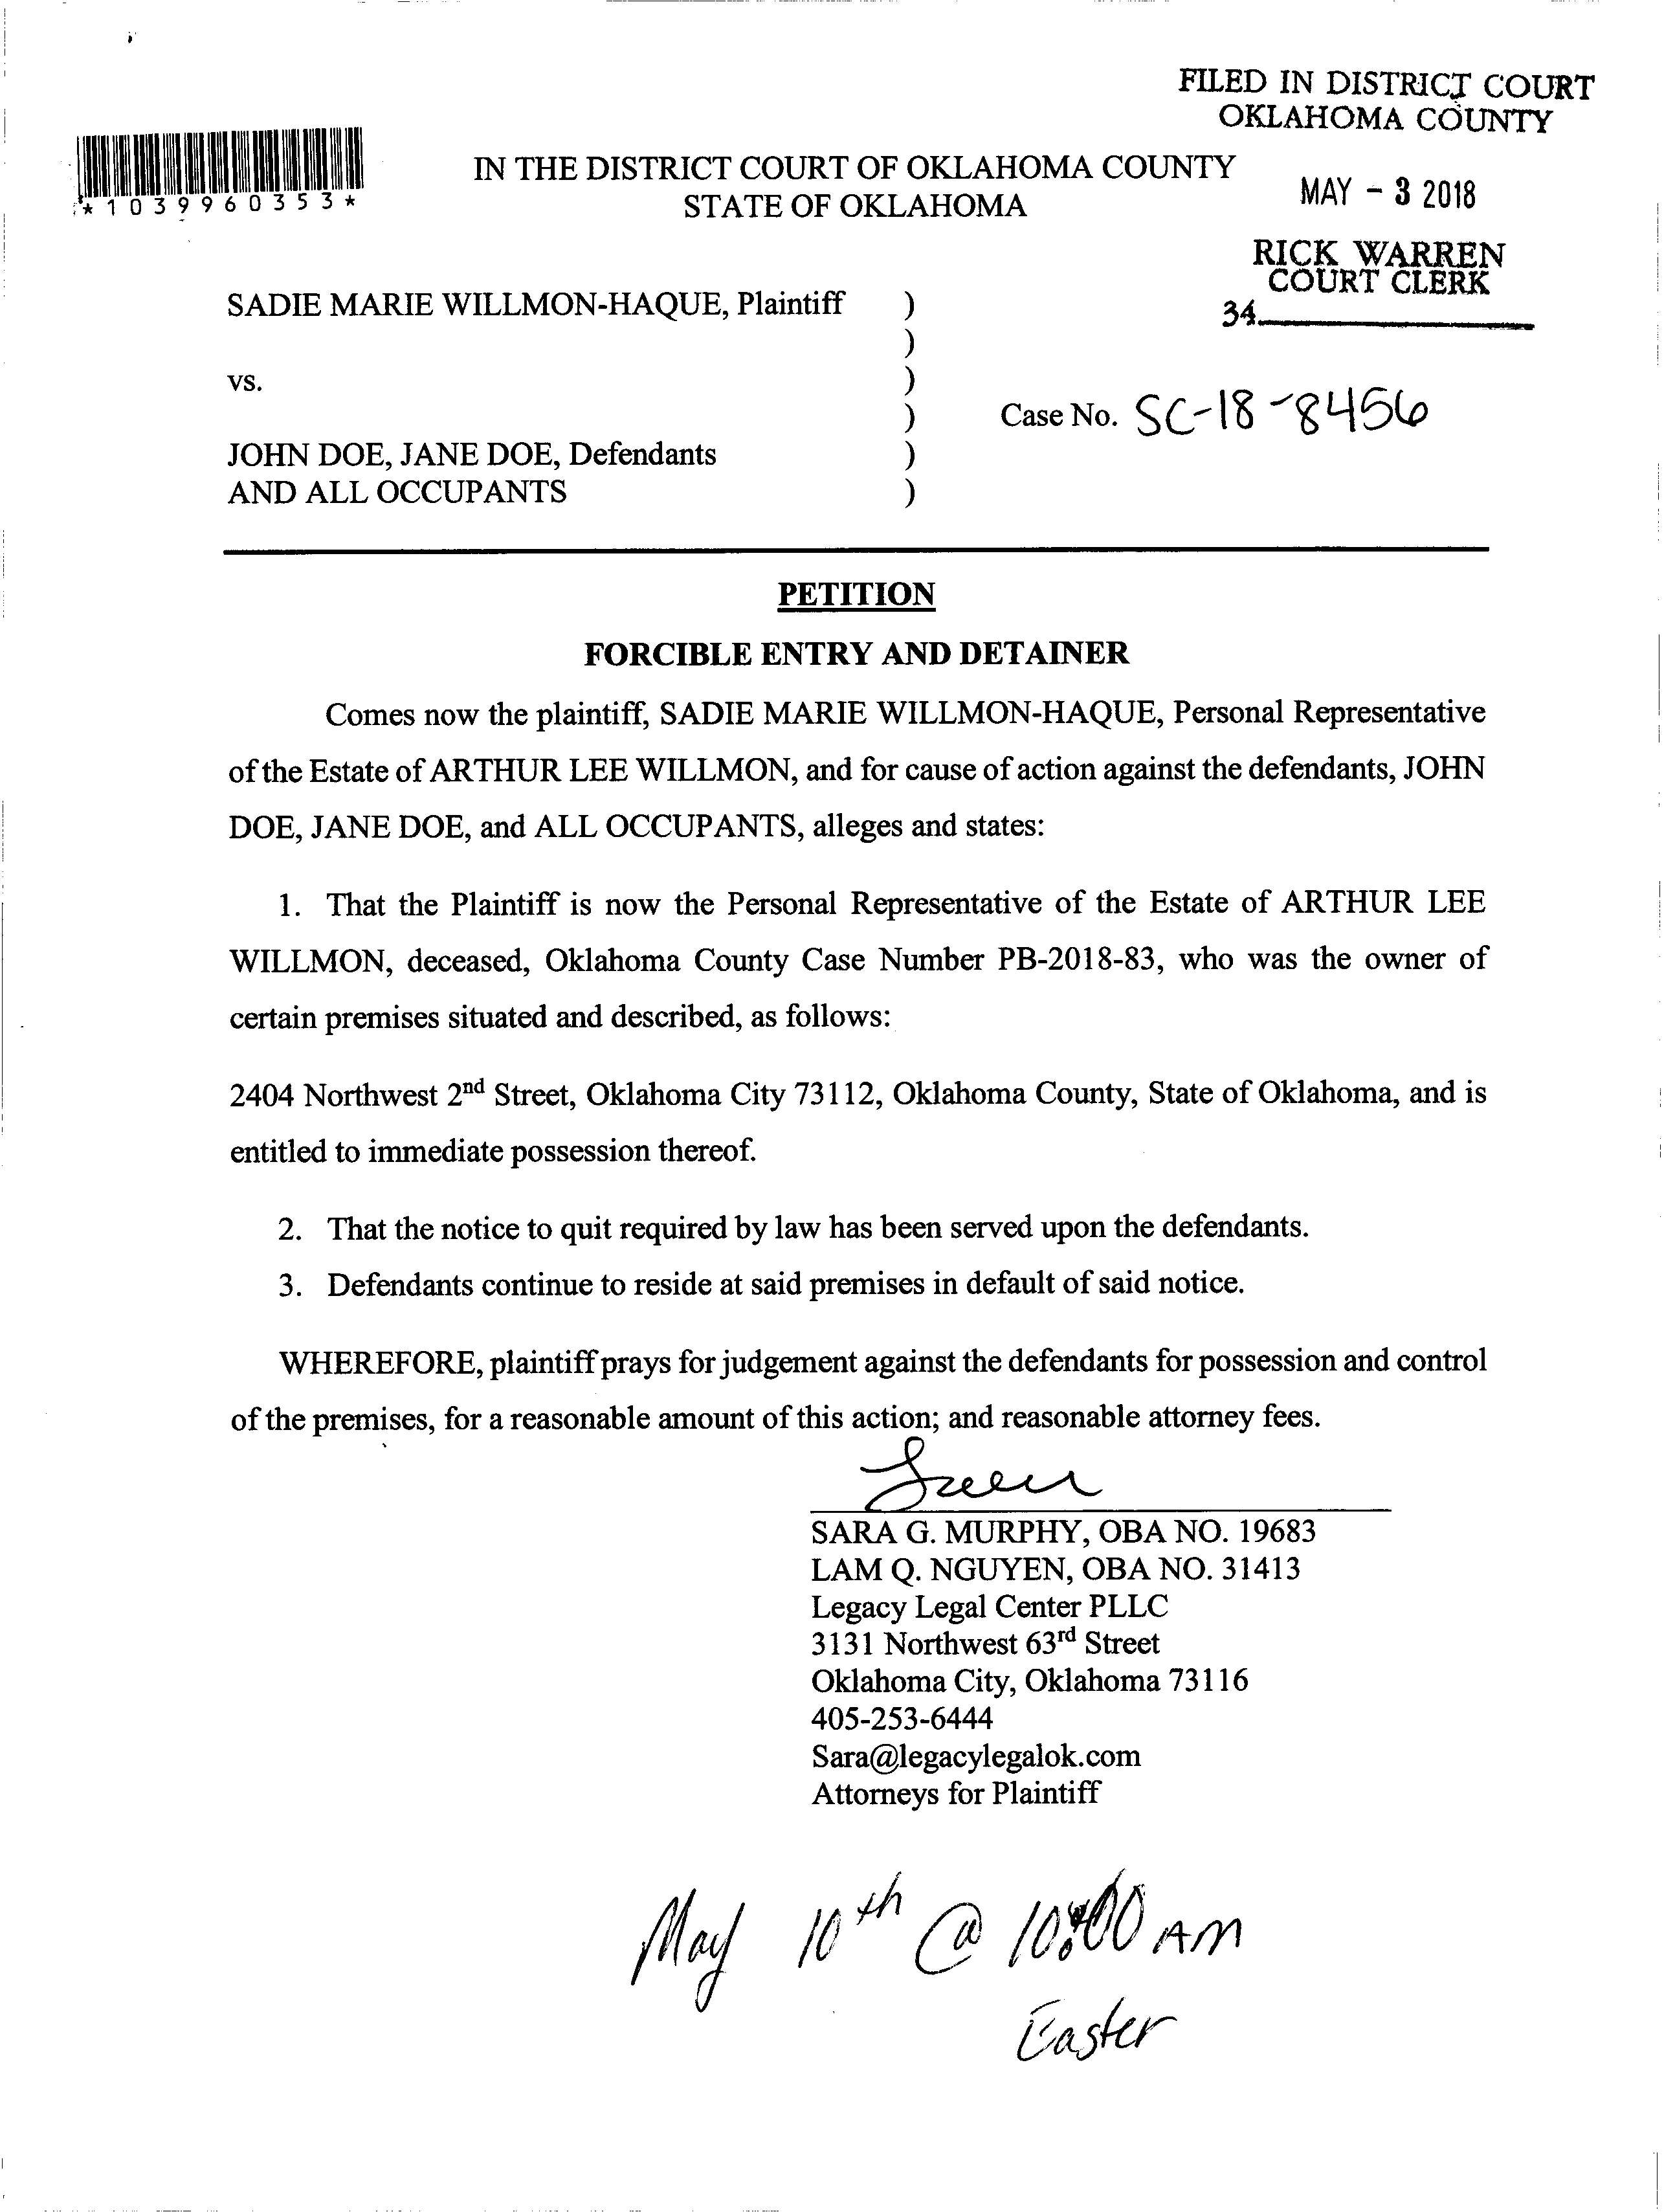 FILED IN DISTRICT COURT
OKLAHOMA COUNTY
*1039960353*
IN THE DISTRICT COURT OF OKLAHOMA COUNTY
STATE OF OKLAHOMA
MAY - 3 2018
RICK WARREN
COURT CLERK
34
SADIE MARIE WILLMON-HAQUE, Plaintiff )
)
vs. )
) Case No. SC-18-8456
JOHN DOE, JANE DOE, Defendants )
AND ALL OCCUPANTS )
PETITION
FORCIBLE ENTRY AND DETAINER
Comes now the plaintiff, SADIE MARIE WILLMON-HAQUE, Personal Representative
of the Estate of ARTHUR LEE WILLMON, and for cause of action against the defendants, JOHN
DOE, JANE DOE, and ALL OCCUPANTS, alleges and states:
1. That the Plaintiff is now the Personal Representative of the Estate of ARTHUR LEE
WILLMON, deceased, Oklahoma County Case Number PB-2018-83, who was the owner of
certain premises situated and described, as follows:
2404 Northwest 2nd Street, Oklahoma City 73112, Oklahoma County, State of Oklahoma, and is
entitled to immediate possession thereof.
2. That the notice to quit required by law has been served upon the defendants.
3. Defendants continue to reside at said premises in default of said notice.
WHEREFORE, plaintiff prays for judgement against the defendants for possession and control
of the premises, for a reasonable amount of this action; and reasonable attorney fees.
SARA G. MURPHY, OBA NO. 19683
LAM Q. NGUYEN, OBA NO. 31413
Legacy Legal Center PLLC
3131 Northwest 63rd Street
Oklahoma City, Oklahoma 73116
405-253-6444
Sara@legacylegalok.com
Attorneys for Plaintiff
May 10th @ 10:00 AM
Easter